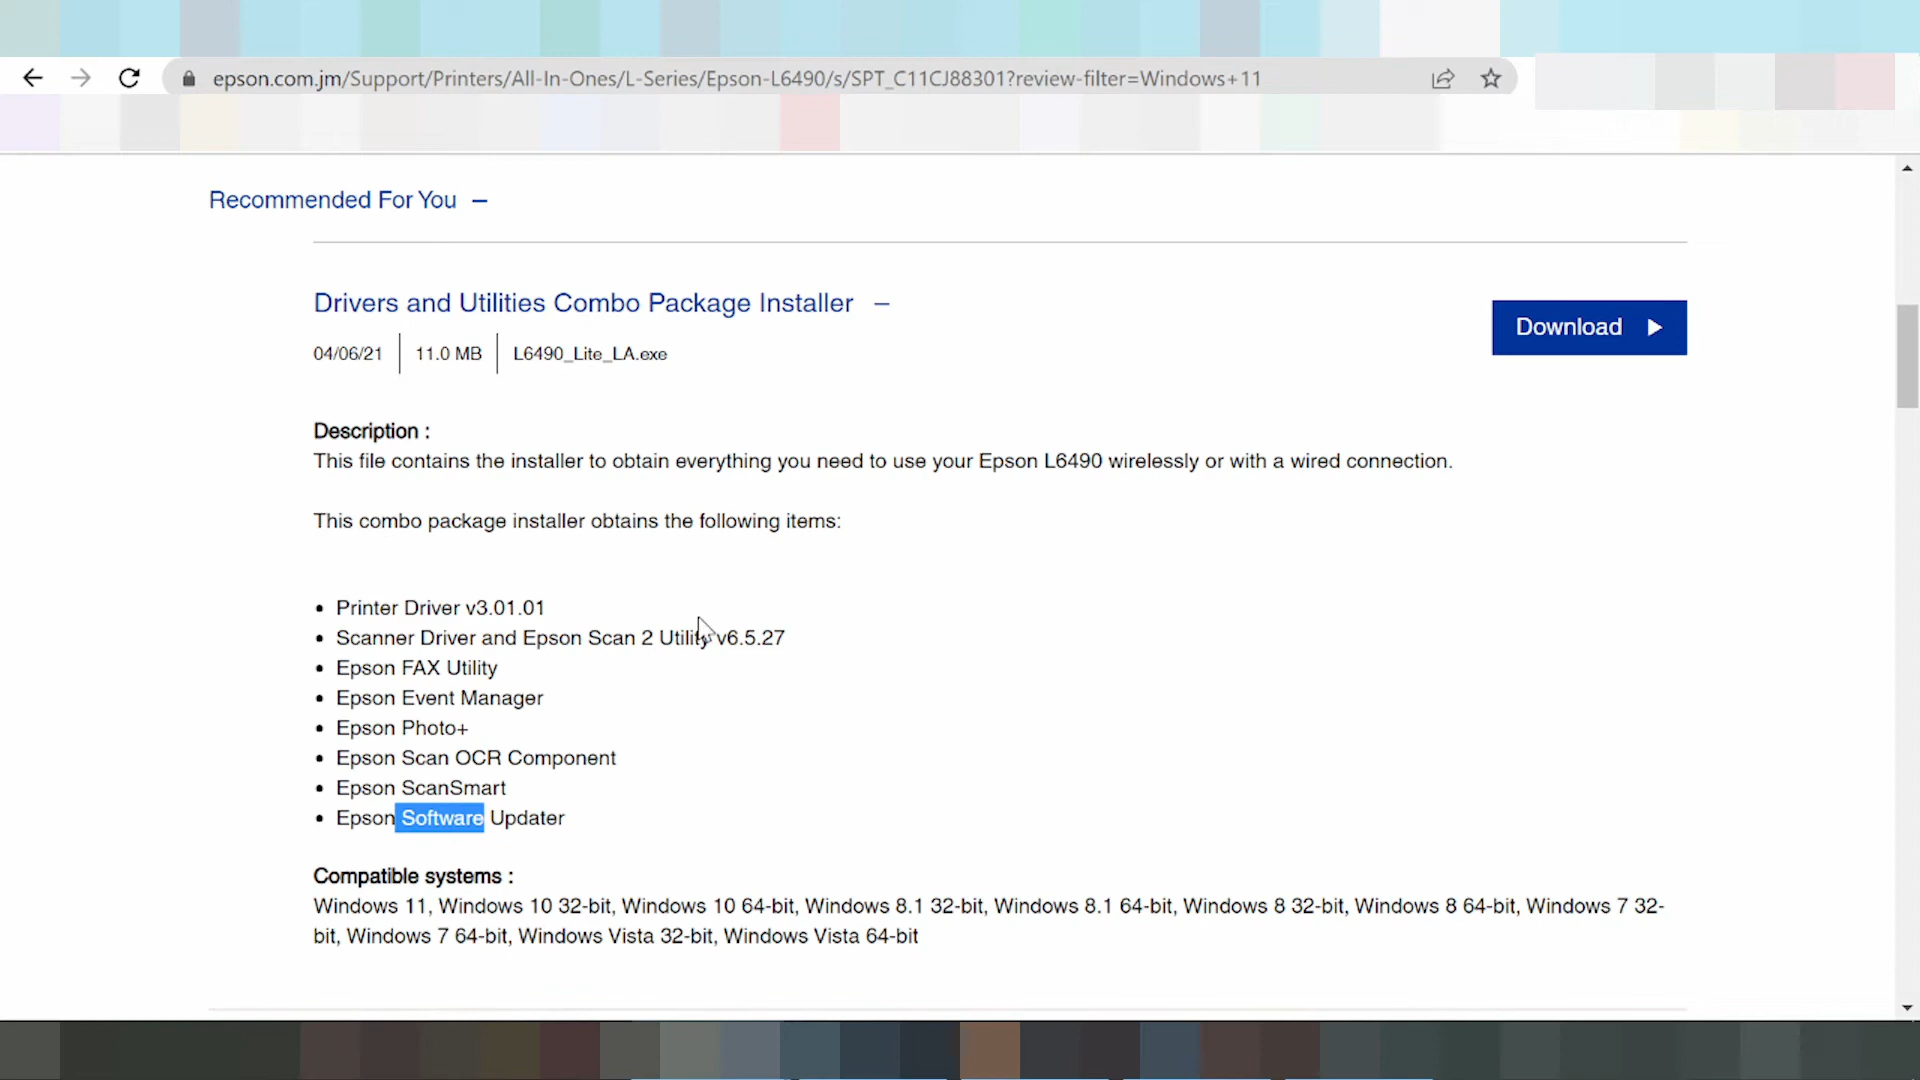 epson.com.jm/Support/Printers/All-In-Ones/L-Series/Epson-L6490/s/SPT_C11CJ88301?review-filter=Windows+11
Recommended For You –
Drivers and Utilities Combo Package Installer –
Download
04/06/21 | 11.0 MB | L6490_Lite_LA.exe
Description :
This file contains the installer to obtain everything you need to use your Epson L6490 wirelessly or with a wired connection.
This combo package installer obtains the following items:
• Printer Driver v3.01.01
• Scanner Driver and Epson Scan 2 Utility v6.5.27
• Epson FAX Utility
• Epson Event Manager
• Epson Photo+
• Epson Scan OCR Component
• Epson ScanSmart
• Epson Software Updater
Compatible systems :
Windows 11, Windows 10 32-bit, Windows 10 64-bit, Windows 8.1 32-bit, Windows 8.1 64-bit, Windows 8 32-bit, Windows 8 64-bit, Windows 7 32-
bit, Windows 7 64-bit, Windows Vista 32-bit, Windows Vista 64-bit